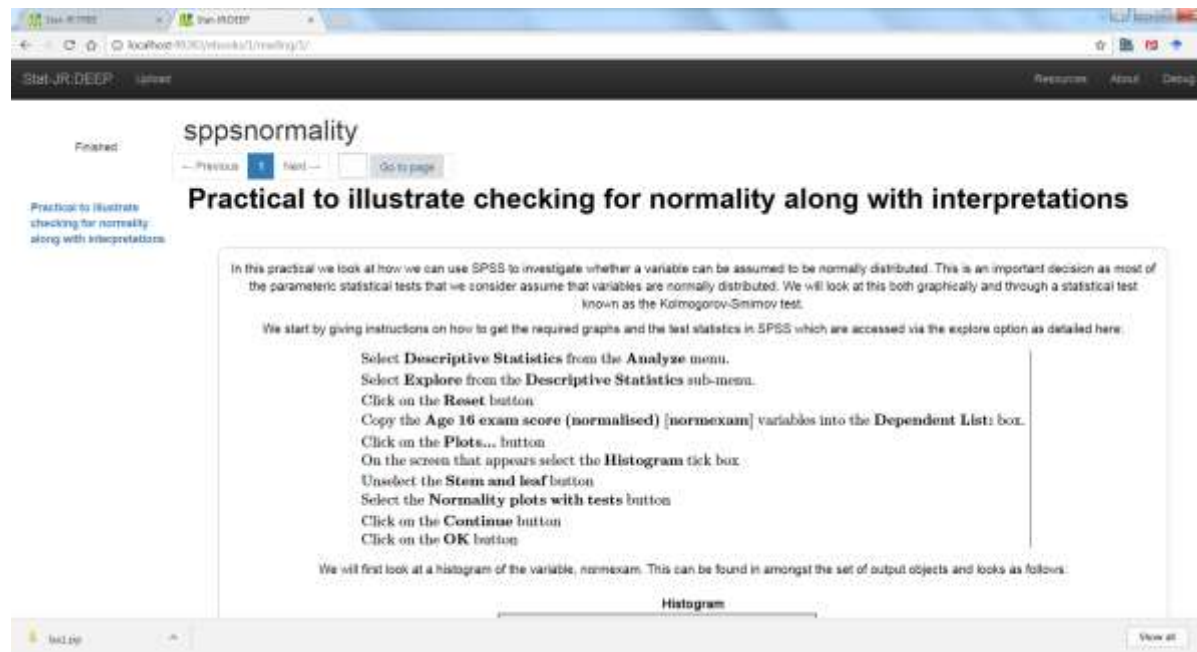 Stat-JR:TREE
Stat-JR:DEEP
localhost
Stat-JR:DEEP Upload Resources About Debug
Finished
sppsnormality
← Previous 1 Next → Go to page
Practical to illustrate
checking for normality
along with interpretations
Practical to illustrate checking for normality along with interpretations
In this practical we look at how we can use SPSS to investigate whether a variable can be assumed to be normally distributed. This is an important decision as most of
the parameteric statistical tests that we consider assume that variables are normally distributed. We will look at this both graphically and through a statistical test
known as the Kolmogorov-Smirnov test.
We start by giving instructions on how to get the required graphs and the test statistics in SPSS which are accessed via the explore option as detailed here:
Select Descriptive Statistics from the Analyze menu.
Select Explore from the Descriptive Statistics sub-menu.
Click on the Reset button
Copy the Age 16 exam score (normalised) [normexam] variables into the Dependent List: box.
Click on the Plots... button
On the screen that appears select the Histogram tick box
Unselect the Stem and leaf button
Select the Normality plots with tests button
Click on the Continue button
Click on the OK button
We will first look at a histogram of the variable, normexam. This can be found in amongst the set of output objects and looks as follows:
Histogram
Show all